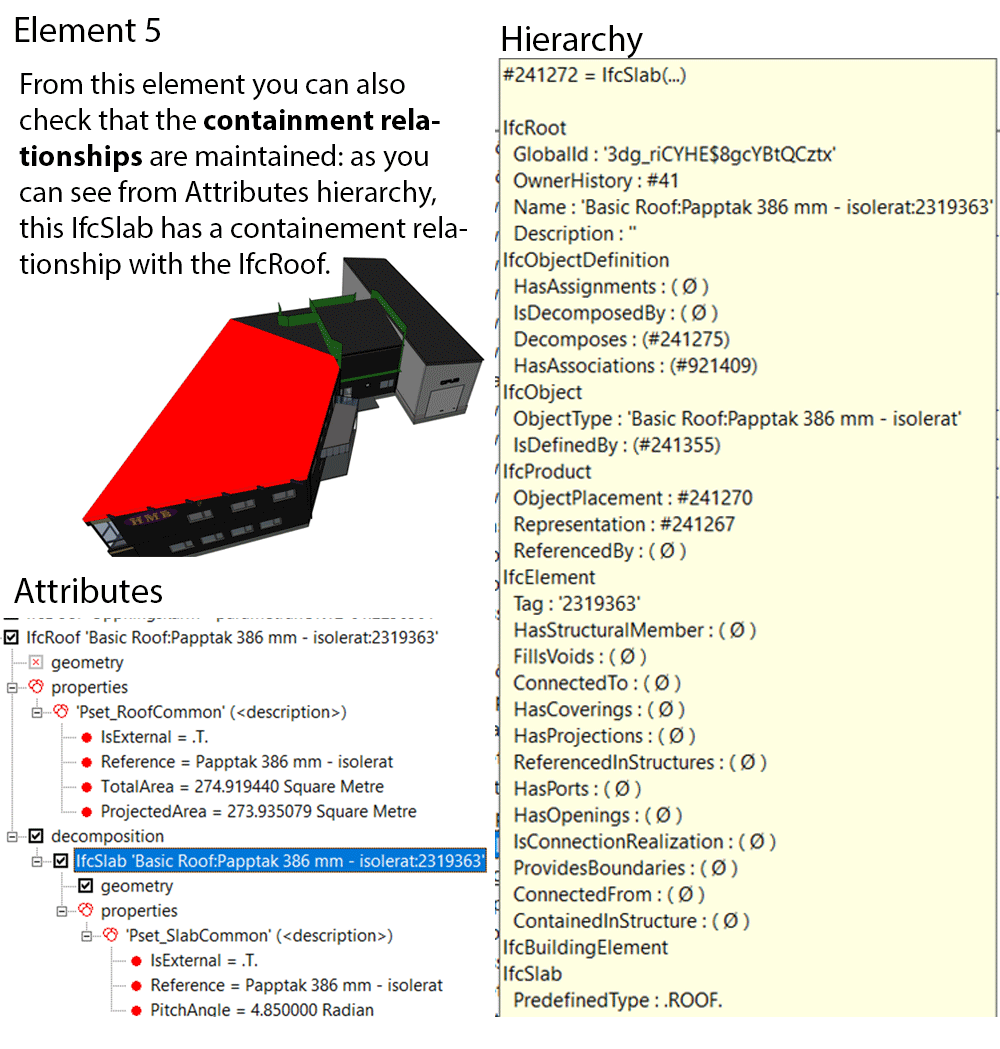 Element 5
From this element you can also
check that the containment rela-
tionships are maintained: as you
can see from Attributes hierarchy,
this IfcSlab has a containement rela-
tionship with the IfcRoof.
HMB
Attributes
IfcRoof 'Basic Roof:Papptak 386 mm - isolerat:2319363'
geometry
properties
'Pset_RoofCommon' (<description>)
IsExternal = .T.
Reference = Papptak 386 mm - isolerat
TotalArea = 274.919440 Square Metre
ProjectedArea = 273.935079 Square Metre
decomposition
IfcSlab 'Basic Roof:Papptak 386 mm - isolerat:2319363'
geometry
properties
'Pset_SlabCommon' (<description>)
IsExternal = .T.
Reference = Papptak 386 mm - isolerat
PitchAngle = 4.850000 Radian
Hierarchy
#241272 = IfcSlab(...)
IfcRoot
GlobalId : '3dg_riCYHE$8gcYBtQCztx'
OwnerHistory : #41
Name : 'Basic Roof:Papptak 386 mm - isolerat:2319363'
Description : ''
IfcObjectDefinition
HasAssignments : ( Ø )
IsDecomposedBy : ( Ø )
Decomposes : (#241275)
HasAssociations : (#921409)
IfcObject
ObjectType : 'Basic Roof:Papptak 386 mm - isolerat'
IsDefinedBy : (#241355)
IfcProduct
ObjectPlacement : #241270
Representation : #241267
ReferencedBy : ( Ø )
IfcElement
Tag : '2319363'
HasStructuralMember : ( Ø )
FillsVoids : ( Ø )
ConnectedTo : ( Ø )
HasCoverings : ( Ø )
HasProjections : ( Ø )
ReferencedInStructures : ( Ø )
HasPorts : ( Ø )
HasOpenings : ( Ø )
IsConnectionRealization : ( Ø )
ProvidesBoundaries : ( Ø )
ConnectedFrom : ( Ø )
ContainedInStructure : ( Ø )
IfcBuildingElement
IfcSlab
PredefinedType : .ROOF.